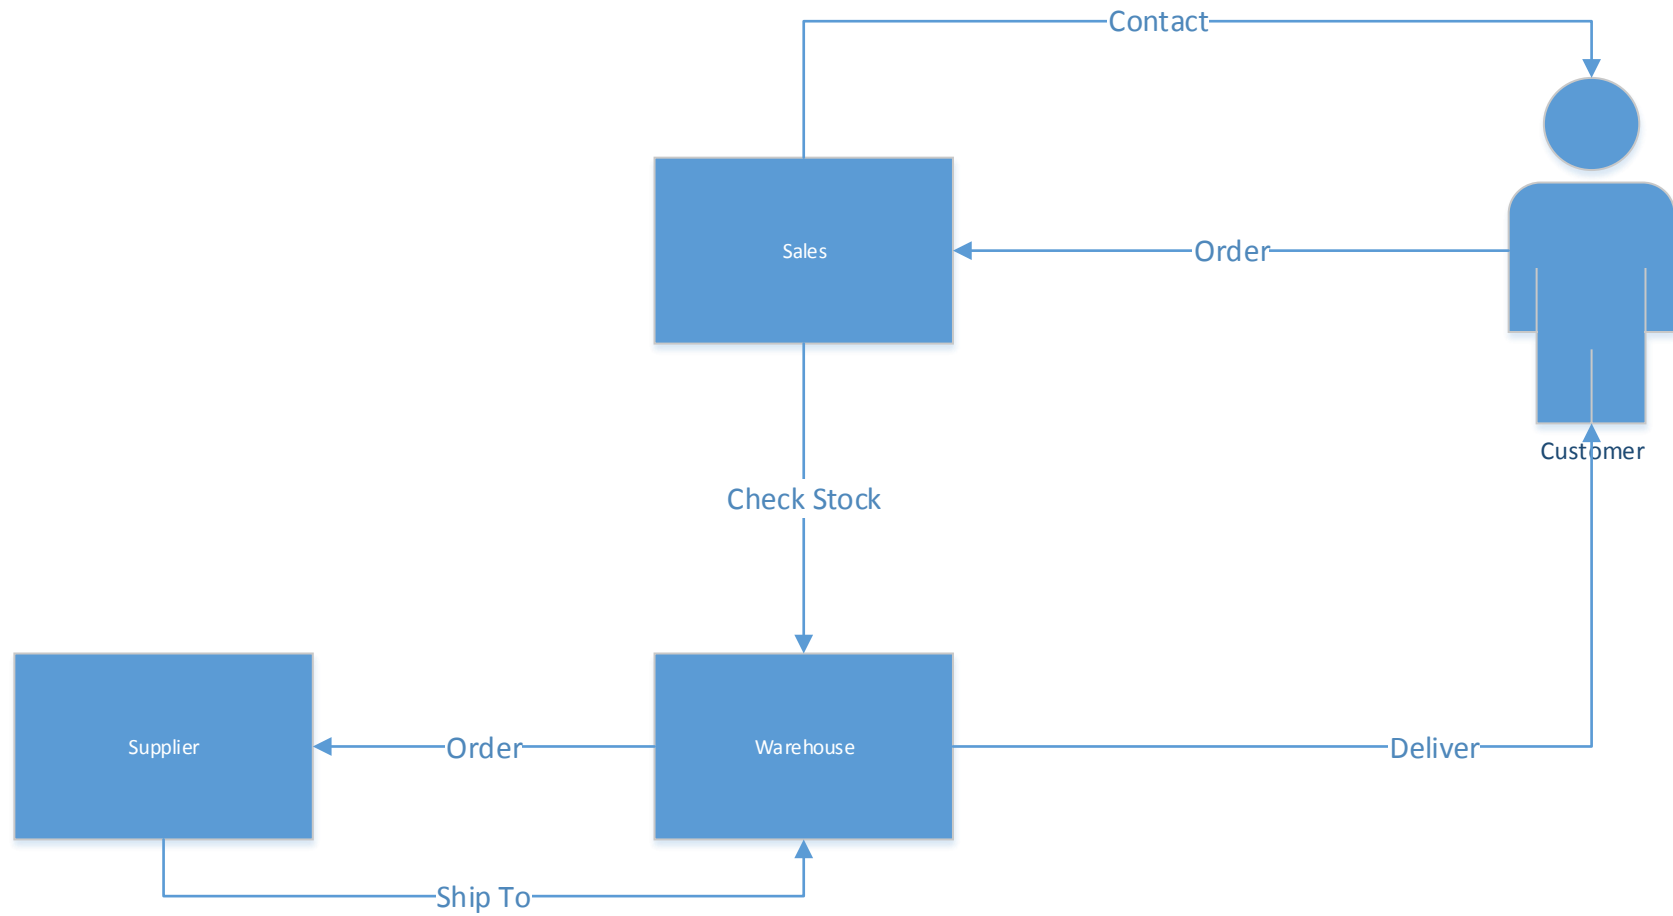 Contact
Sales
Order
Customer
Check Stock
Supplier
Order
Warehouse
Deliver
Ship To